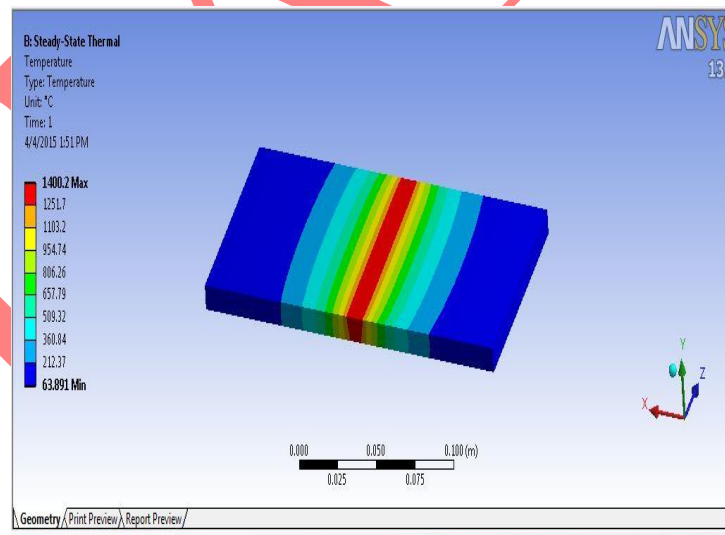 B: Steady-State Thermal
Temperature
Type: Temperature
Unit: °C
Time: 1
4/4/2015 1:51 PM
1400.2 Max
1251.7
1103.2
954.74
806.26
657.79
509.32
360.84
212.37
63.891 Min
ANSYS
13
Y
Z
X
0.000 0.050 0.100 (m)
0.025 0.075
Geometry Print Preview Report Preview